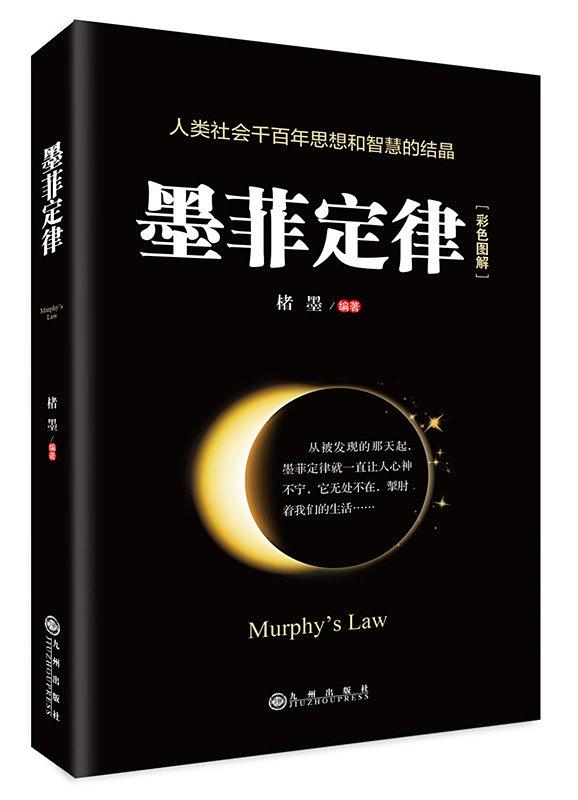 人类社会千百年思想和智慧的结晶
墨菲定律
[彩色图解]
楮 墨/编著
从被发现的那天起，
墨菲定律就一直让人心神
不宁，它无处不在，掣肘
着我们的生活……
Murphy's Law
九州出版社
JIUZHOUPRESS
墨菲定律
Murphy's
Law
楮墨/编著
九州出版社
JIUZHOUPRESS